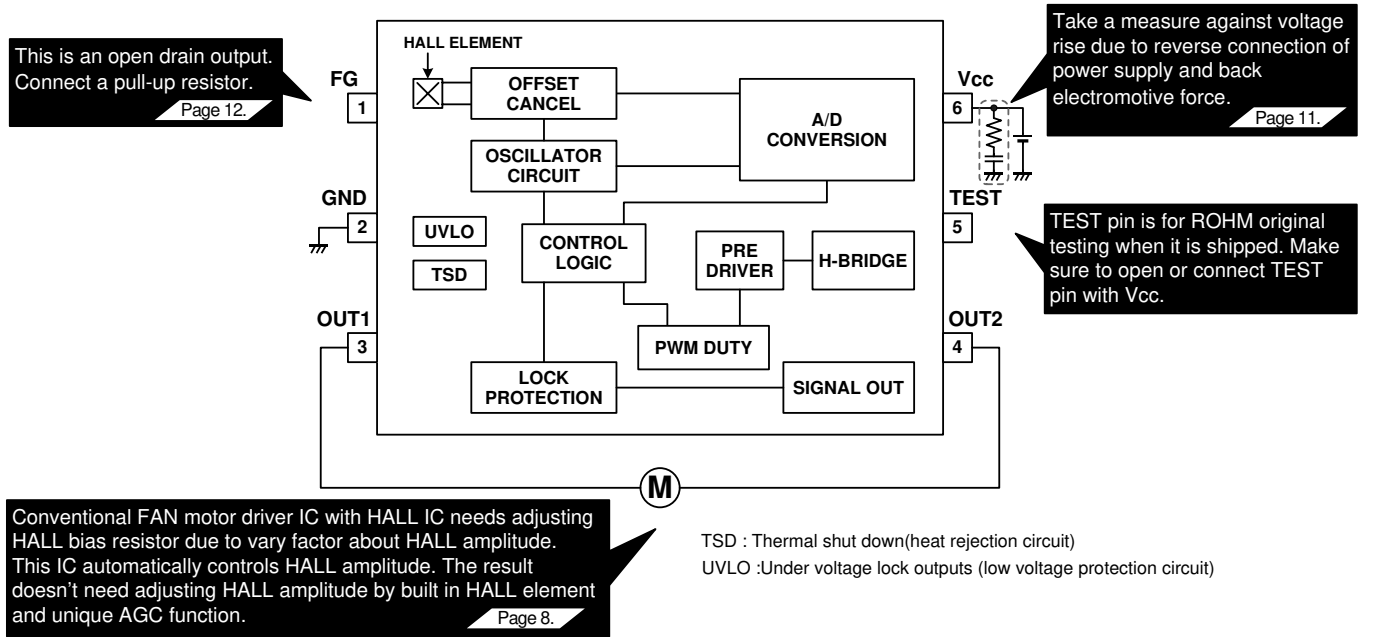 This is an open drain output.
Connect a pull-up resistor.
Page 12.
Take a measure against voltage
rise due to reverse connection of
power supply and back
electromotive force.
Page 11.
HALL ELEMENT
FG
1
OFFSET
CANCEL
A/D
CONVERSION
Vcc
6
OSCILLATOR
CIRCUIT
GND
2
TEST
5
UVLO
TSD
CONTROL
LOGIC
PRE
DRIVER
H-BRIDGE
TEST pin is for ROHM original
testing when it is shipped. Make
sure to open or connect TEST
pin with Vcc.
OUT1
3
PWM DUTY
OUT2
4
LOCK
PROTECTION
SIGNAL OUT
M
Conventional FAN motor driver IC with HALL IC needs adjusting
HALL bias resistor due to vary factor about HALL amplitude.
This IC automatically controls HALL amplitude. The result
doesn't need adjusting HALL amplitude by built in HALL element
and unique AGC function.
Page 8.
TSD : Thermal shut down(heat rejection circuit)
UVLO :Under voltage lock outputs (low voltage protection circuit)